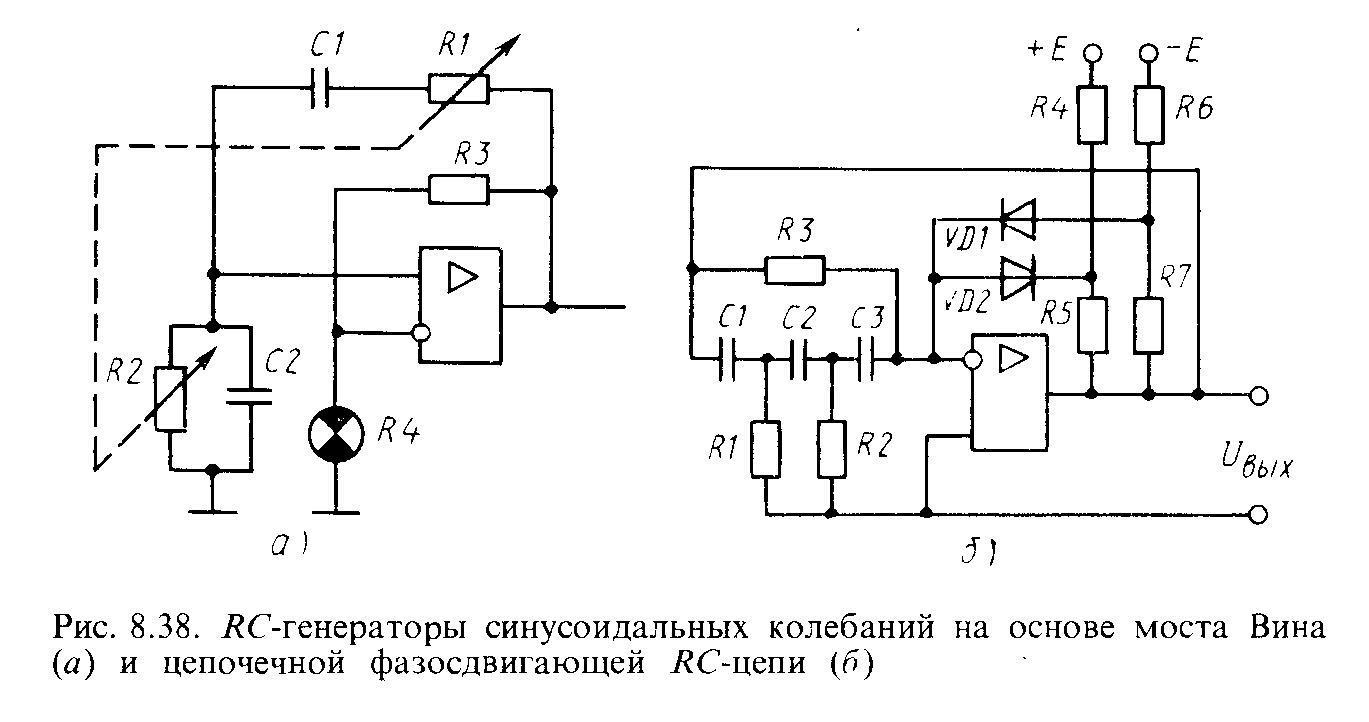 C1
R1
R3
R2
C2
R4
а)
+E
−E
R4
R6
VD1
R3
VD2
R5
R7
C1
C2
C3
R1
R2
Uвых
б)
Рис. 8.38. RC-генераторы синусоидальных колебаний на основе моста Вина
(а) и цепочечной фазосдвигающей RC-цепи (б)